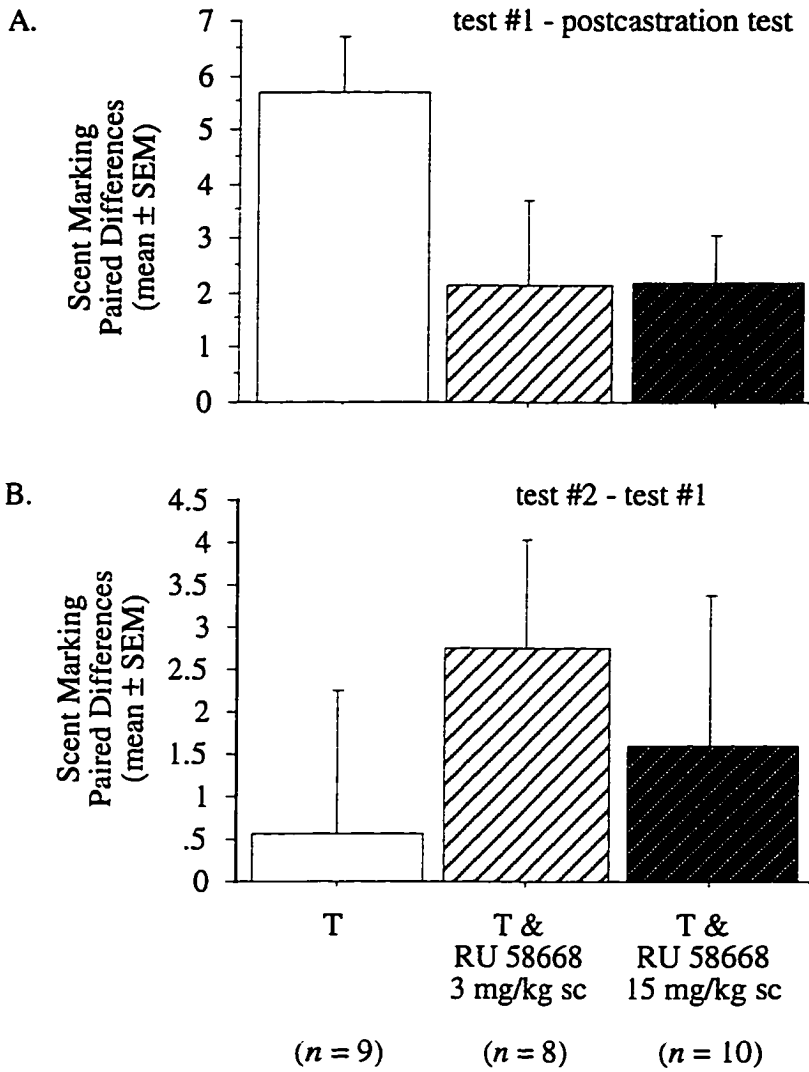 A.
test #1 - postcastration test
Scent Marking
Paired Differences
(mean ± SEM)
7
6
5
4
3
2
1
0
B.
test #2 - test #1
Scent Marking
Paired Differences
(mean ± SEM)
4.5
4
3.5
3
2.5
2
1.5
1
.5
0
T
T &
RU 58668
3 mg/kg sc
T &
RU 58668
15 mg/kg sc
(n = 9)
(n = 8)
(n = 10)